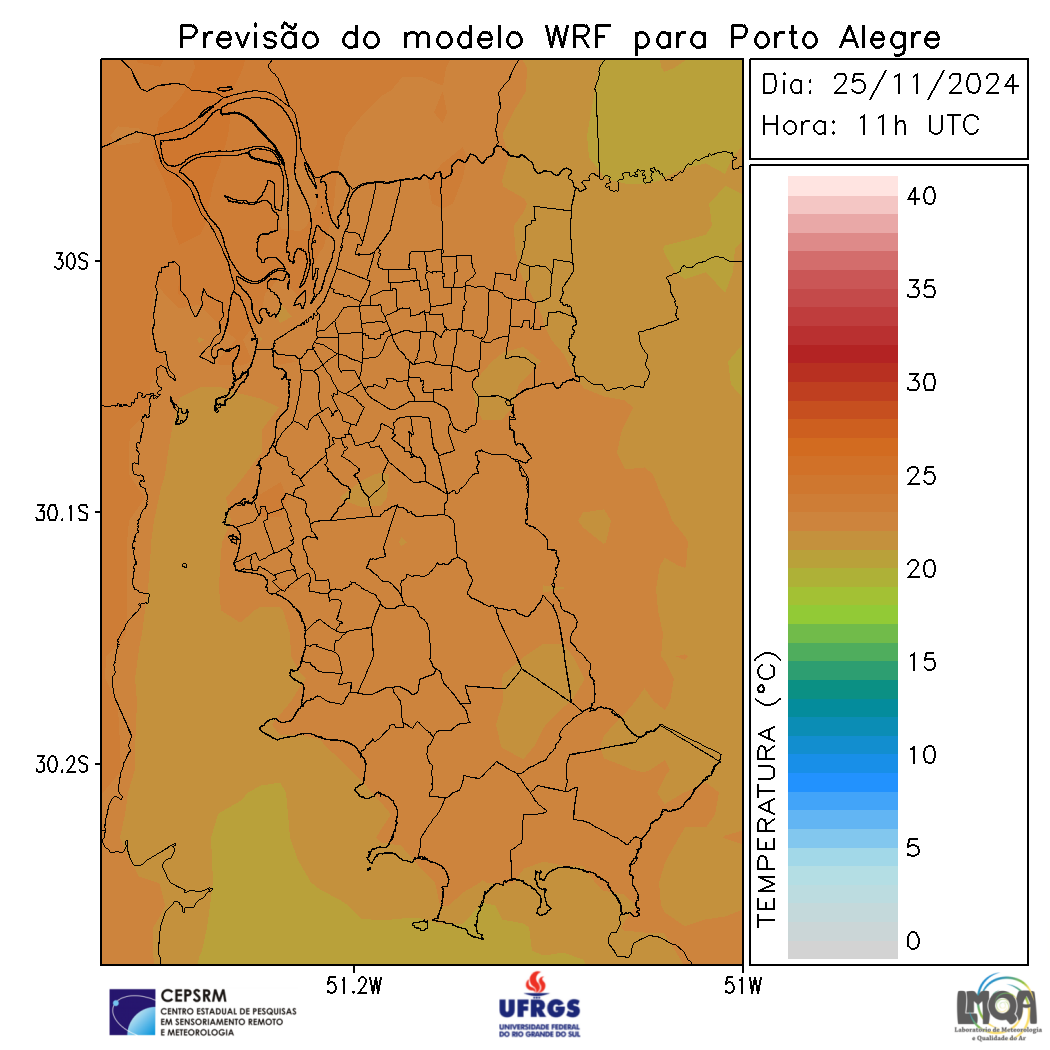 Previsão do modelo WRF para Porto Alegre
Dia: 25/11/2024
Hora: 11h UTC
40
35
30
25
20
15
10
5
0
TEMPERATURA (°C)
30S
30.1S
30.2S
51.2W
51W
CEPSRM
CENTRO ESTADUAL DE PESQUISAS
EM SENSORIAMENTO REMOTO
E METEOROLOGIA
UFRGS
UNIVERSIDADE FEDERAL
DO RIO GRANDE DO SUL
LMQA
Laboratório de Meteorologia
e Qualidade do Ar